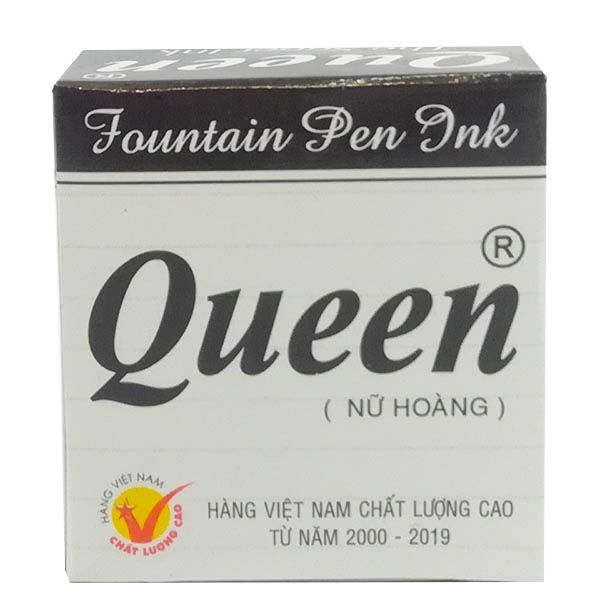 Queen
Fountain Pen Ink
Queen ®
( NỮ HOÀNG )
HÀNG VIỆT NAM
CHẤT LƯỢNG CAO
HÀNG VIỆT NAM CHẤT LƯỢNG CAO
TỪ NĂM 2000 - 2019